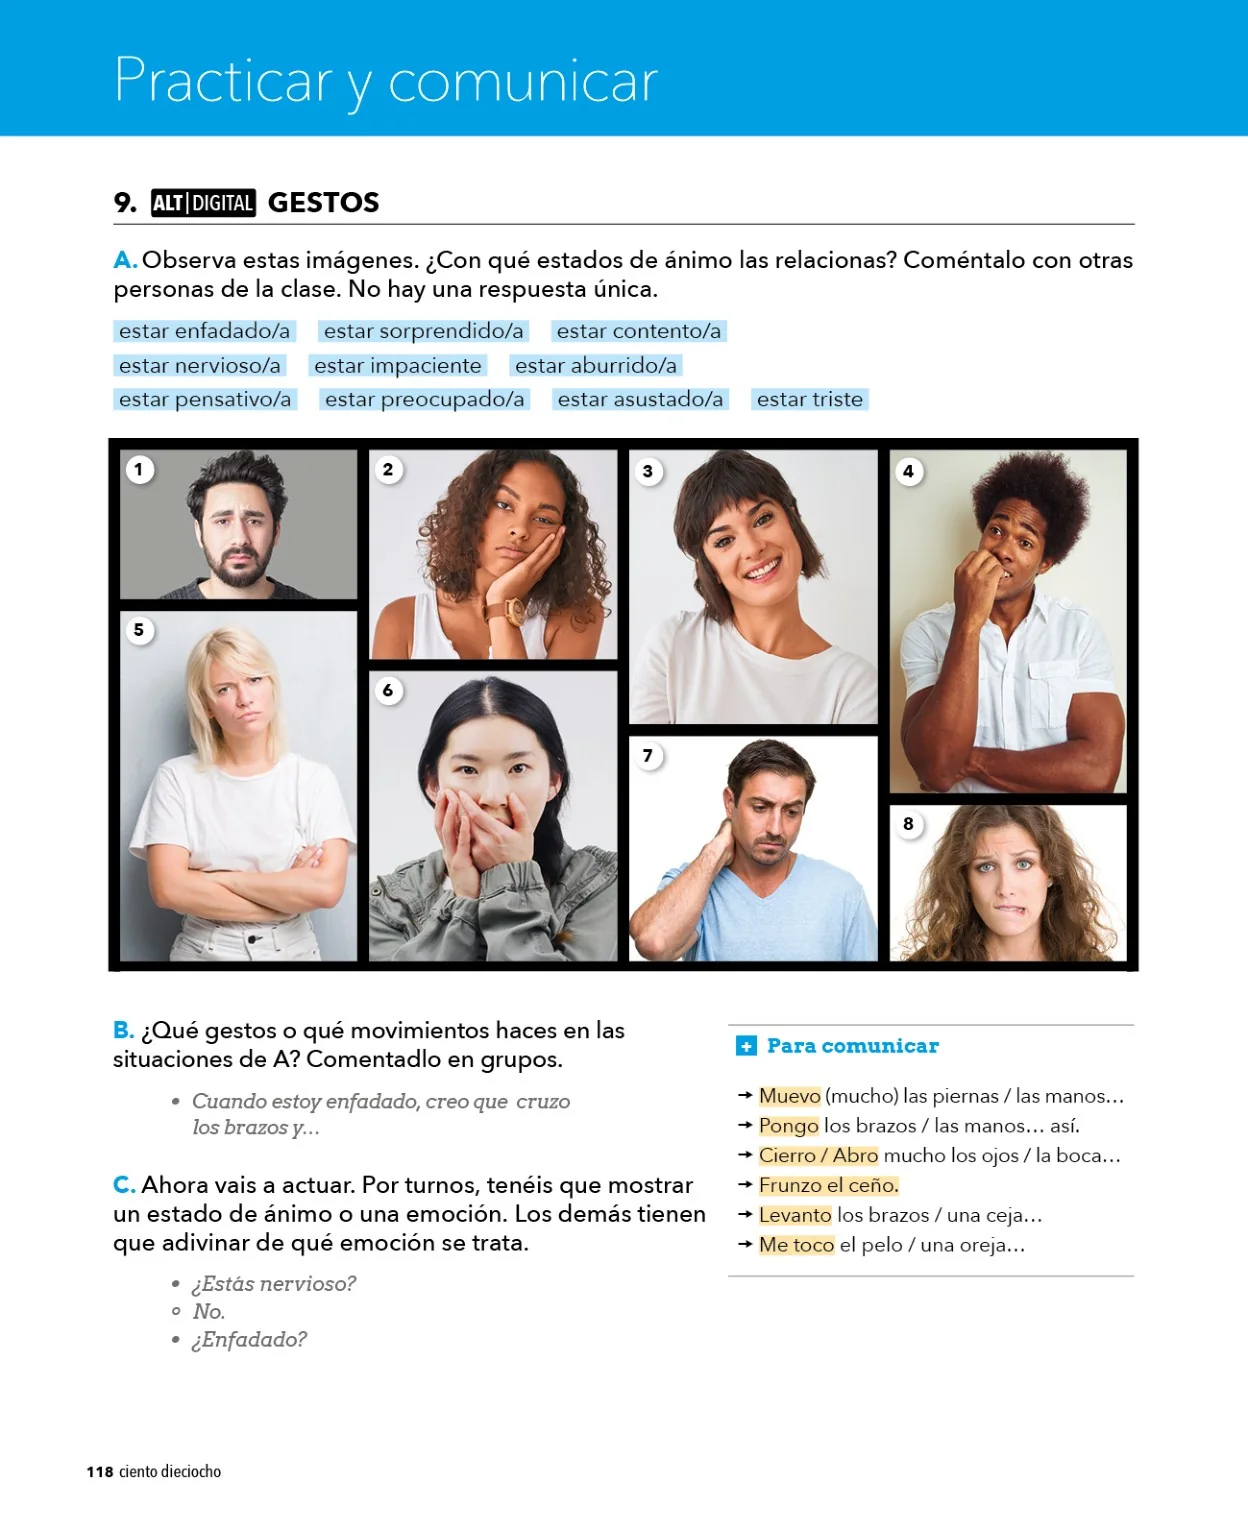 Practicar y comunicar
9. ALT|DIGITAL GESTOS
A. Observa estas imágenes. ¿Con qué estados de ánimo las relacionas? Coméntalo con otras
personas de la clase. No hay una respuesta única.
estar enfadado/a estar sorprendido/a estar contento/a
estar nervioso/a estar impaciente estar aburrido/a
estar pensativo/a estar preocupado/a estar asustado/a estar triste
1
2
3
4
5
6
7
8
B. ¿Qué gestos o qué movimientos haces en las
situaciones de A? Comentadlo en grupos.
• Cuando estoy enfadado, creo que cruzo
los brazos y...
C. Ahora vais a actuar. Por turnos, tenéis que mostrar
un estado de ánimo o una emoción. Los demás tienen
que adivinar de qué emoción se trata.
• ¿Estás nervioso?
○ No.
• ¿Enfadado?
+ Para comunicar
→ Muevo (mucho) las piernas / las manos...
→ Pongo los brazos / las manos... así.
→ Cierro / Abro mucho los ojos / la boca...
→ Frunzo el ceño.
→ Levanto los brazos / una ceja...
→ Me toco el pelo / una oreja...
118 ciento dieciocho